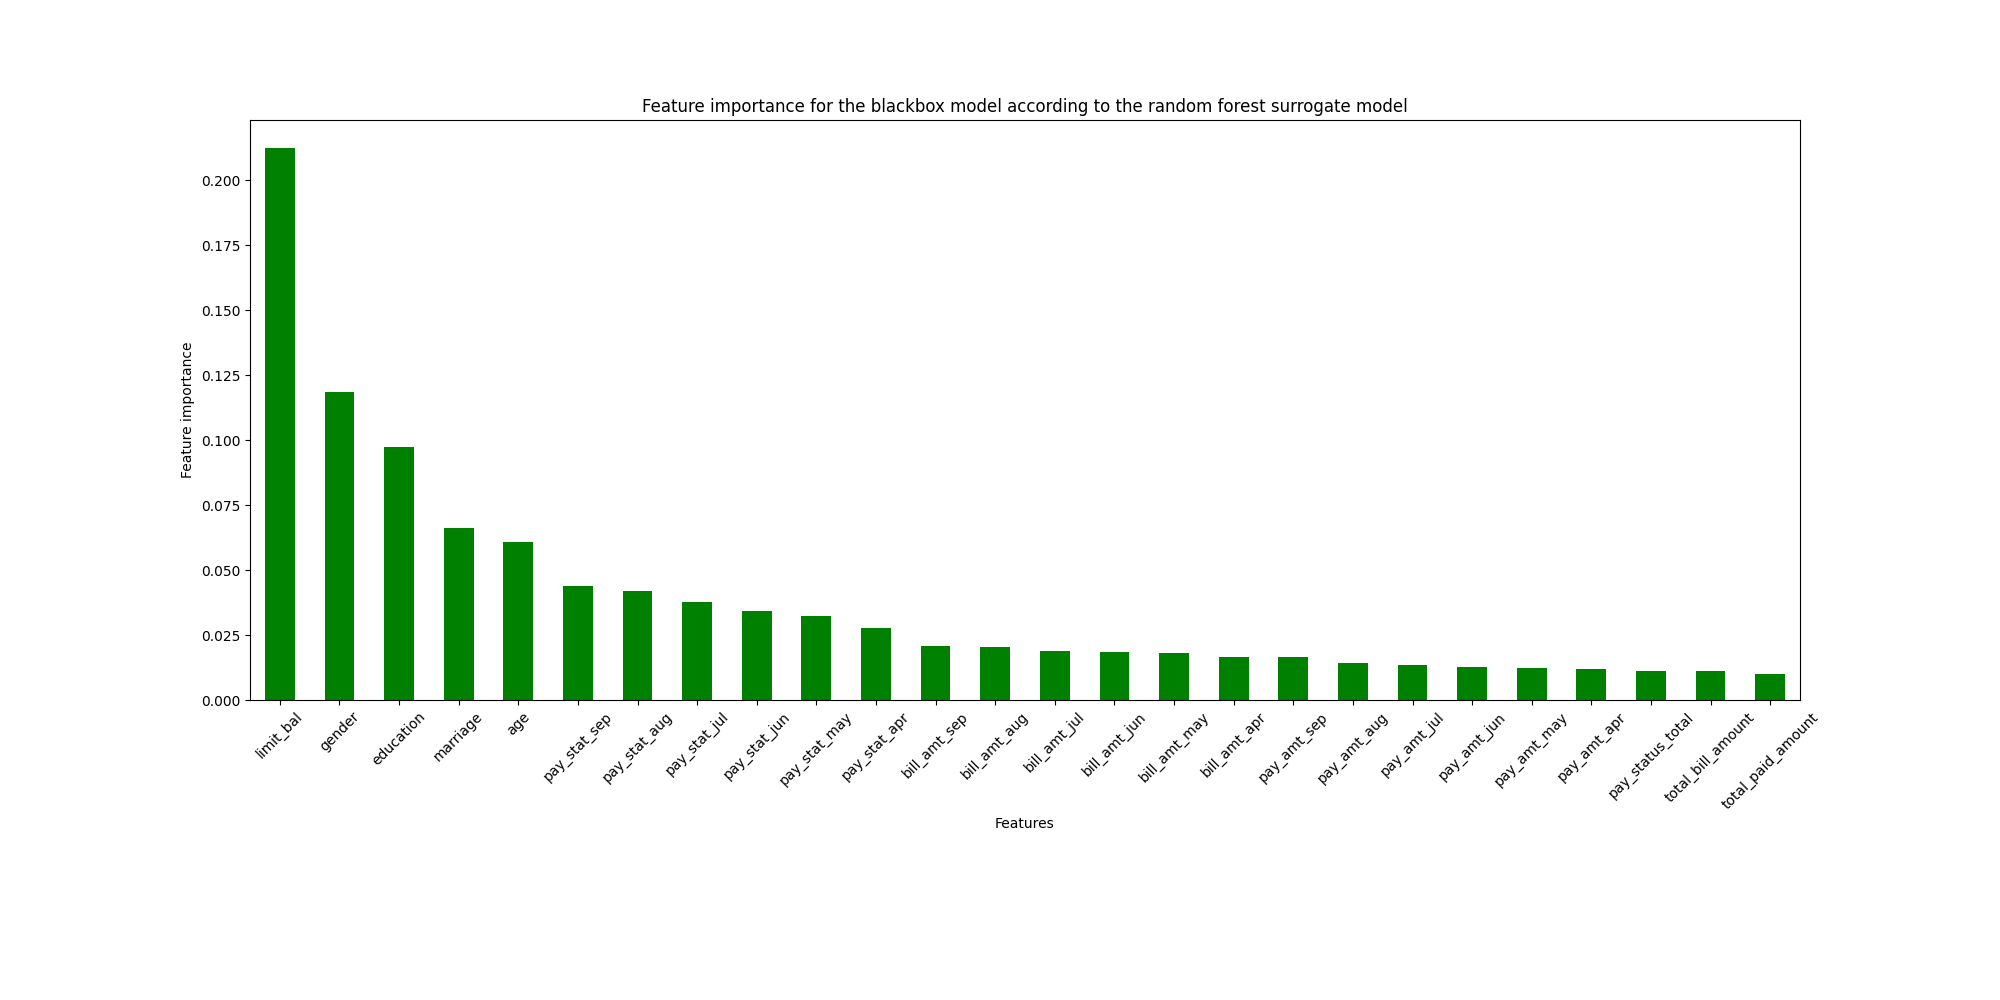 Feature importance for the blackbox model according to the random forest surrogate model
0.200
0.175
0.150
0.125
0.100
0.075
0.050
0.025
0.000
Feature importance
limit_bal
gender
education
marriage
age
pay_stat_sep
pay_stat_aug
pay_stat_jul
pay_stat_jun
pay_stat_may
pay_stat_apr
bill_amt_sep
bill_amt_aug
bill_amt_jul
bill_amt_jun
bill_amt_may
bill_amt_apr
pay_amt_sep
pay_amt_aug
pay_amt_jul
pay_amt_jun
pay_amt_may
pay_amt_apr
pay_status_total
total_bill_amount
total_paid_amount
Features